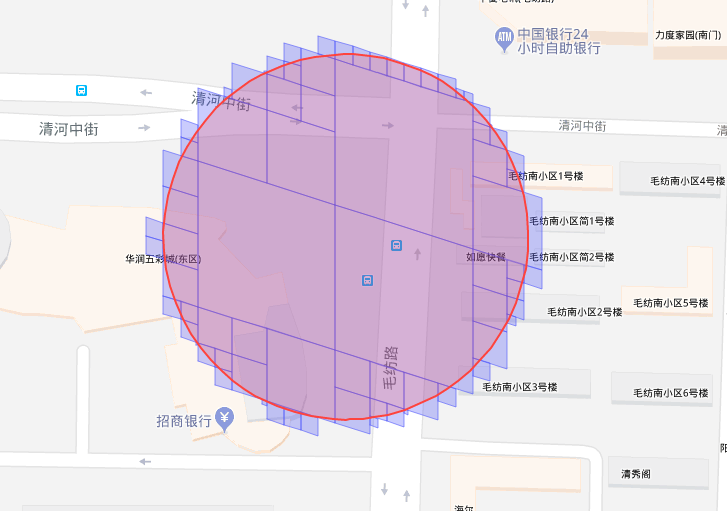 中国银行24
小时自助银行
力度家园(南门)
清河中街
清河中街
清河中街
毛纺南小区1号楼
毛纺南小区4号楼
毛纺南小区简1号楼
华润五彩城(东区)
如愿快餐
毛纺南小区简2号楼
毛纺南小区2号楼
毛纺南小区5号楼
毛纺路
毛纺南小区3号楼
毛纺南小区6号楼
招商银行
清秀阁
海尔